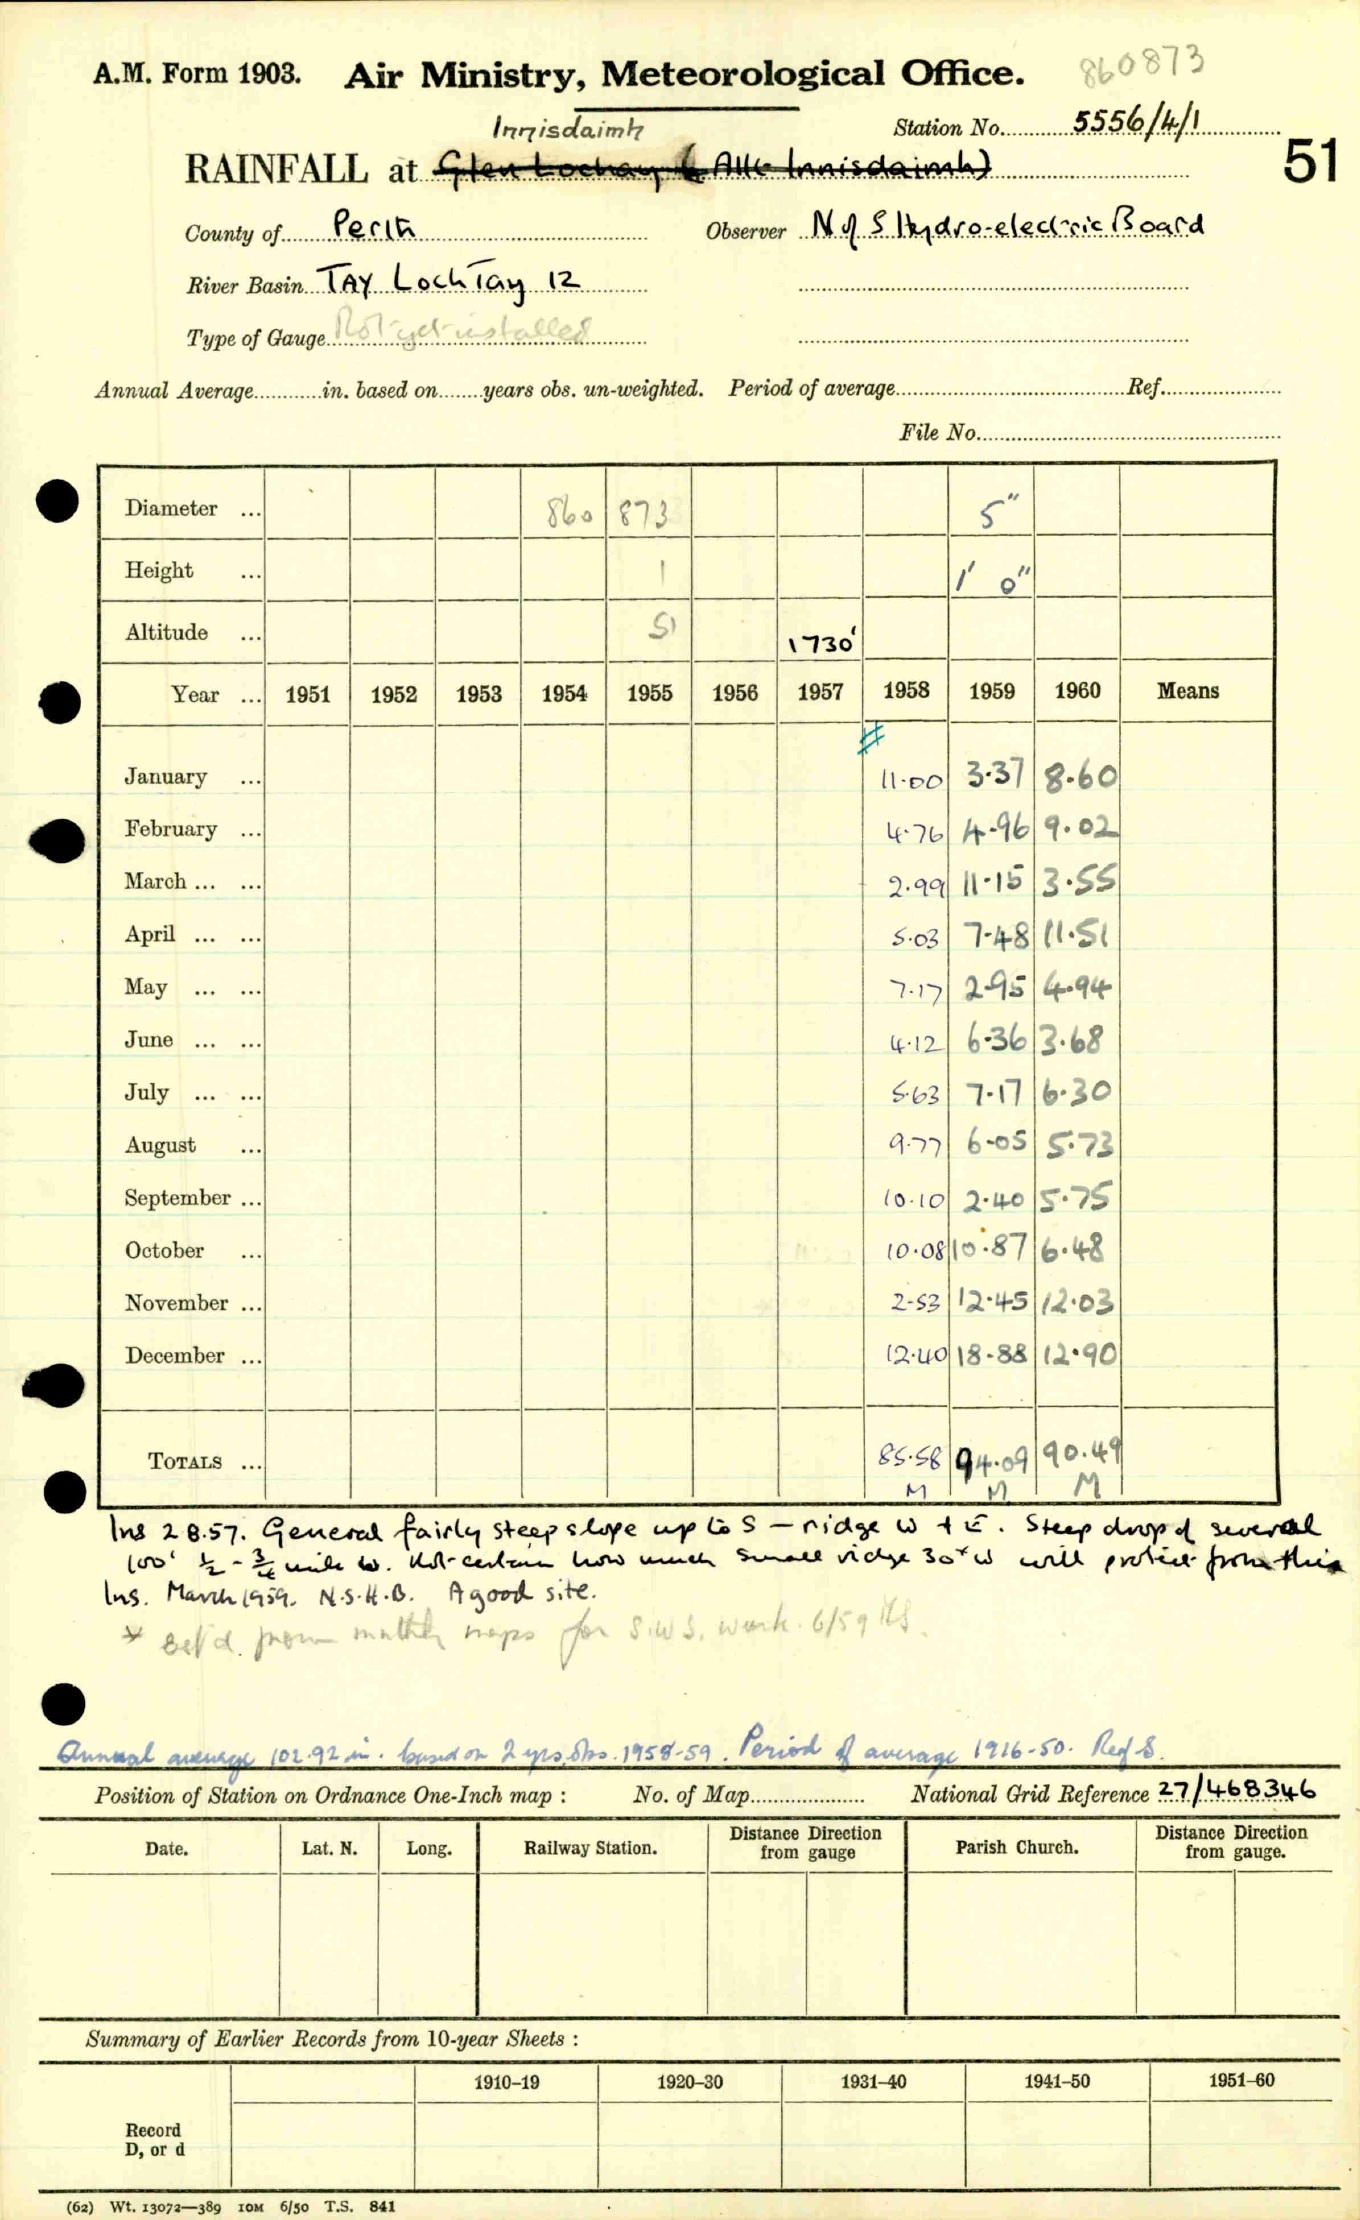 860873
A.M. Form 1903. Air Ministry, Meteorological Office.
Innisdaimh
Station No. 5556/4/1
51
RAINFALL at Glen Lochay (Allt Innisdaimh)
County of Perth Observer N of S Hydro-electric Board
River Basin TAY Loch Tay 12
Type of Gauge Not yet installed
Annual Average in. based on years obs. un-weighted. Period of average Ref.
File No.
Diameter ... 860 873 5"
Height ... 1 1' 0"
Altitude ... 51 1730'
Year ... 1951 1952 1953 1954 1955 1956 1957 1958 1959 1960 Means
#
January ... 11.00 3.37 8.60
February ... 4.76 4.96 9.02
March ... ... 2.99 11.15 3.55
April ... ... 5.03 7.48 11.51
May ... ... 7.17 2.95 4.94
June ... ... 4.12 6.36 3.68
July ... ... 5.63 7.17 6.30
August ... 9.77 6.05 5.73
September ... 10.10 2.40 5.75
October ... 10.08 10.87 6.48
November ... 2.53 12.45 12.03
December ... 12.40 18.88 12.90
TOTALS ... 85.58 94.09 90.49
M M M
Ins 2.8.57. General fairly steep slope up to S – ridge W + E. Steep drop of several
100' ½ - ¾ mile W. Not certain how much small ridge 30' W will protect from this
Ins. March 1959. N.S.H.B. A good site.
* Est'd. from monthly maps for S.W.S. work. 6/59
Annual average 102.92 in. based on 2 yrs. obs. 1958-59. Period of average 1916-50. Ref S.
Position of Station on Ordnance One-Inch map : No. of Map National Grid Reference 27/468346
Date. Lat. N. Long. Railway Station. Distance Direction from gauge Parish Church. Distance Direction from gauge.
Summary of Earlier Records from 10-year Sheets :
1910–19 1920–30 1931–40 1941–50 1951–60
Record
D, or d
(62) Wt. 13072—389 10M 6/50 T.S. 841